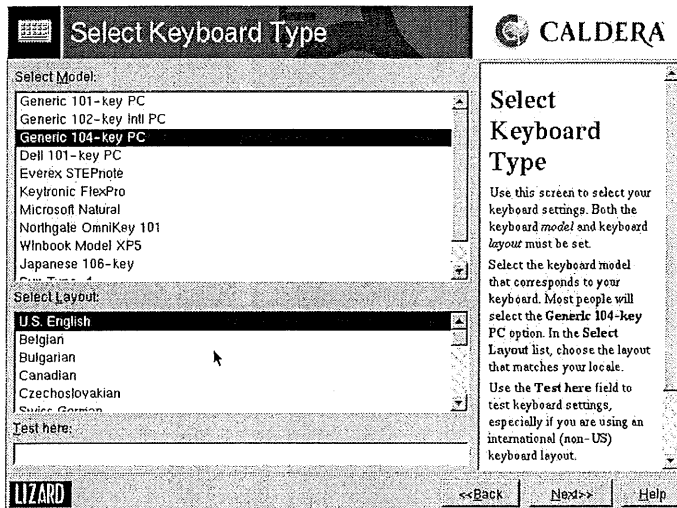 Select Keyboard Type
CALDERA
Select Model:
Generic 101-key PC
Generic 102-key Intl PC
Generic 104-key PC
Dell 101-key PC
Everex STEPnote
Keytronic FlexPro
Microsoft Natural
Northgate OmniKey 101
Winbook Model XP5
Japanese 106-key
Sun Type 4
Select Layout:
U.S. English
Belgian
Bulgarian
Canadian
Czechoslovakian
Swiss German
Test here:
Select
Keyboard
Type
Use this screen to select your
keyboard settings. Both the
keyboard model and keyboard
layout must be set.
Select the keyboard model
that corresponds to your
keyboard. Most people will
select the Generic 104-key
PC option. In the Select
Layout list, choose the layout
that matches your locale.
Use the Test here field to
test keyboard settings,
especially if you are using an
international (non-US)
keyboard layout.
LIZARD
<<Back
Next>>
Help